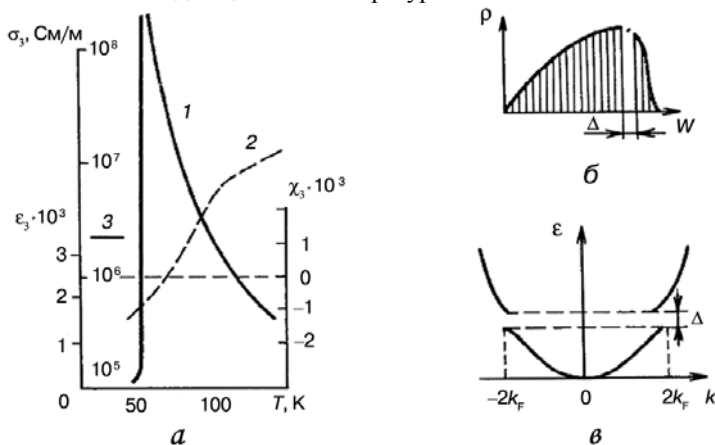 σ₃, См/м
10⁸
1
2
10⁷
ε₃·10³
3
χ₃·10³
3
1
2
10⁶
0
–1
1
–2
10⁵
0
50
100
T, К
а
ρ
Δ
W
б
ε
Δ
–2k_F
0
2k_F
k
в